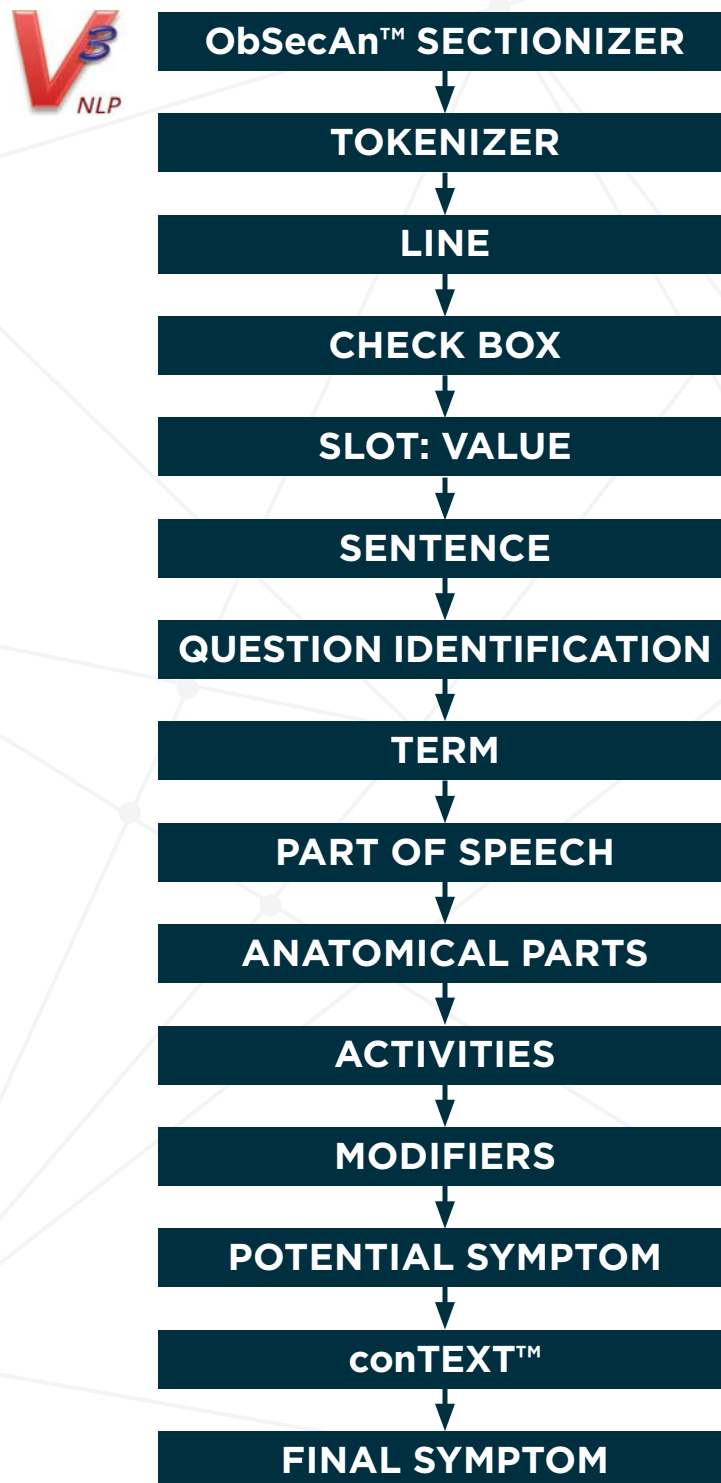 V3
NLP
ObSecAn™ SECTIONIZER
TOKENIZER
LINE
CHECK BOX
SLOT: VALUE
SENTENCE
QUESTION IDENTIFICATION
TERM
PART OF SPEECH
ANATOMICAL PARTS
ACTIVITIES
MODIFIERS
POTENTIAL SYMPTOM
conTEXT™
FINAL SYMPTOM